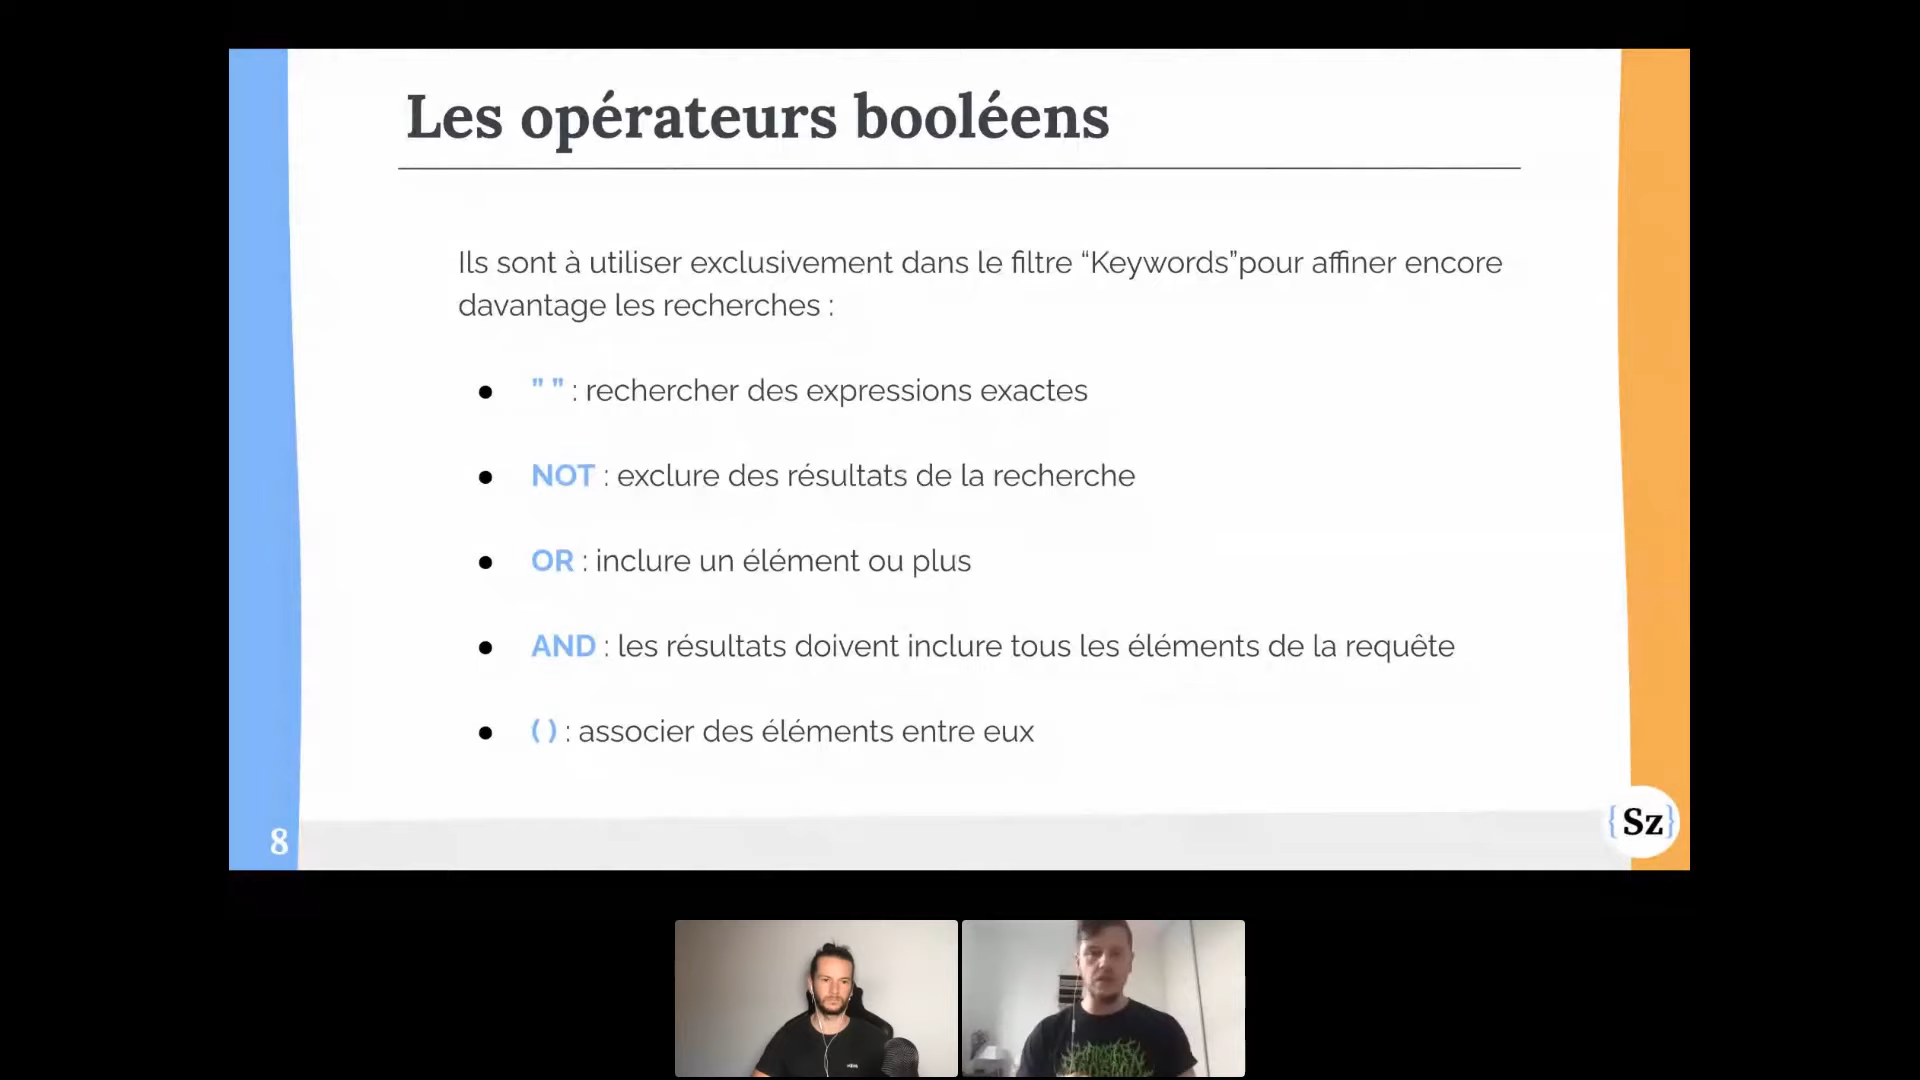 Les opérateurs booléens
Ils sont à utiliser exclusivement dans le filtre “Keywords”pour affiner encore
davantage les recherches :
● " " : rechercher des expressions exactes
● NOT : exclure des résultats de la recherche
● OR : inclure un élément ou plus
● AND : les résultats doivent inclure tous les éléments de la requête
● ( ) : associer des éléments entre eux
8
{Sz}